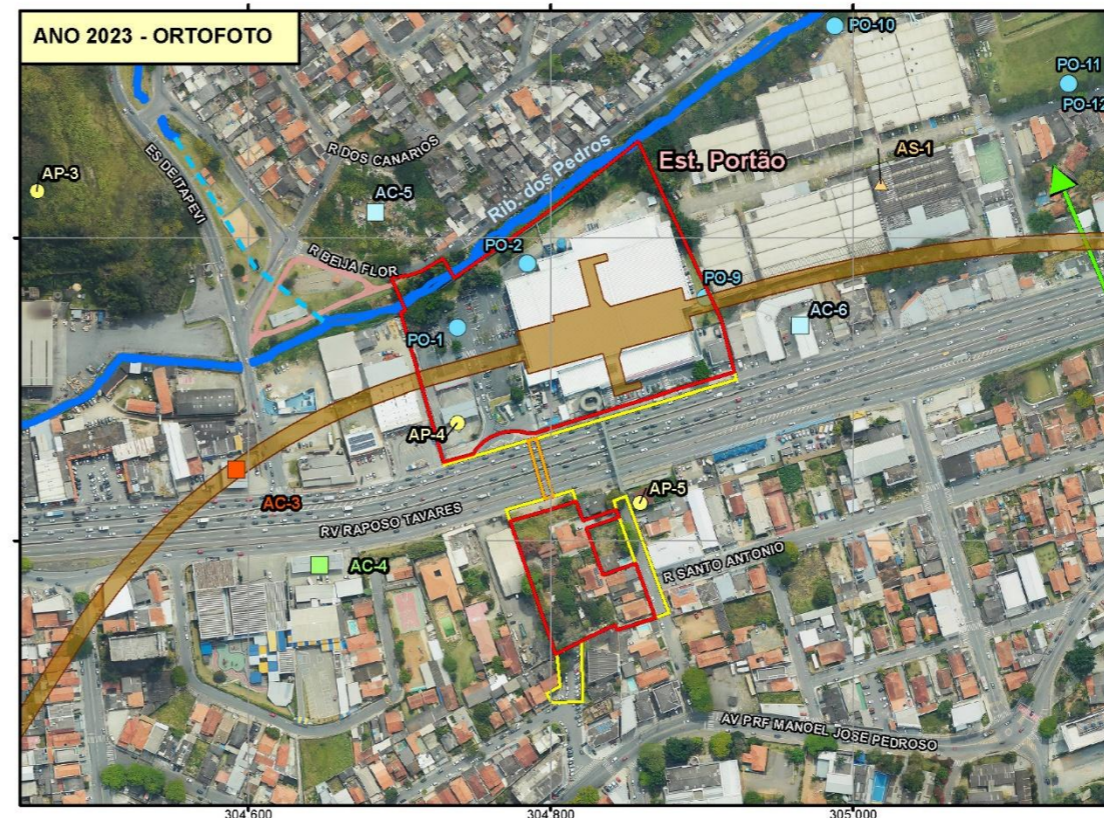 ANO 2023 - ORTOFOTO
PO-10
PO-11
PO-12
R DOS CANARIOS
Rib. dos Pedros
Est. Portão
AS-1
AP-3
ES DE ITAPEVI
AC-5
R BEIJA FLOR
PO-2
PO-9
AC-6
PO-1
AP-4
AC-3
RV RAPOSO TAVARES
AP-5
R SANTO ANTONIO
AC-4
AV PRF MANOEL JOSE PEDROSO
304'600
304'800
305'000